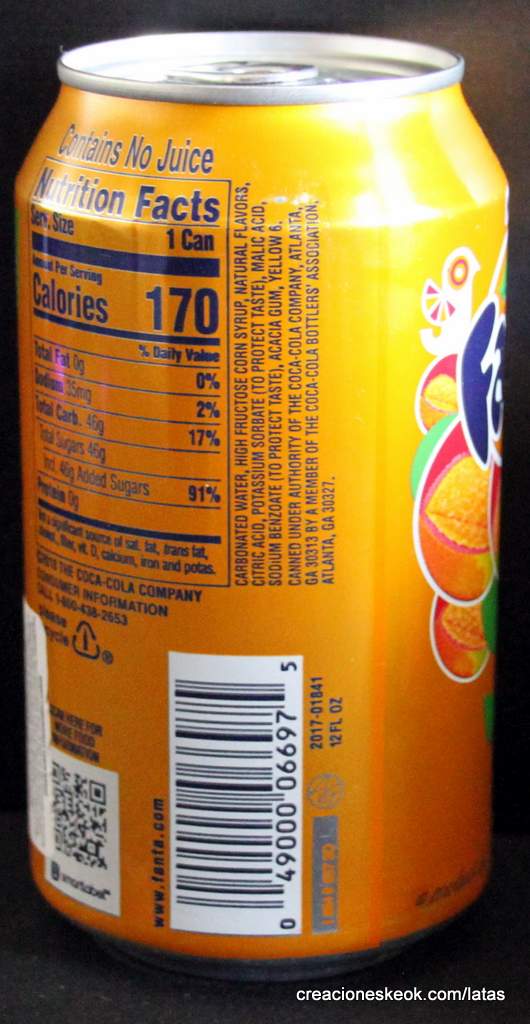 Contains No Juice
Nutrition Facts
Serv. Size
1 Can
Amount Per Serving
Calories 170
% Daily Value
Total Fat 0g 0%
Sodium 35mg 2%
Total Carb. 46g 17%
Total Sugars 46g
Incl. 46g Added Sugars 91%
Protein 0g
significant source of sat. fat, trans fat,
fiber, vit. D, calcium, iron and potas.
THE COCA-COLA COMPANY
CONSUMER INFORMATION
CALL 1-800-438-2653
please
CARBONATED WATER, HIGH FRUCTOSE CORN SYRUP, NATURAL FLAVORS,
CITRIC ACID, POTASSIUM SORBATE (TO PROTECT TASTE), MALIC ACID,
SODIUM BENZOATE (TO PROTECT TASTE), ACACIA GUM, YELLOW 6,
CANNED UNDER AUTHORITY OF THE COCA-COLA COMPANY, ATLANTA,
GA 30313 BY A MEMBER OF THE COCA-COLA BOTTLERS' ASSOCIATION,
ATLANTA, GA 30327.
SCAN HERE FOR
MORE FOOD
INFORMATION
smartlabel™
www.fanta.com
0 49000 06697 5
2017-01841
12 FL OZ
creacioneskeok.com/latas